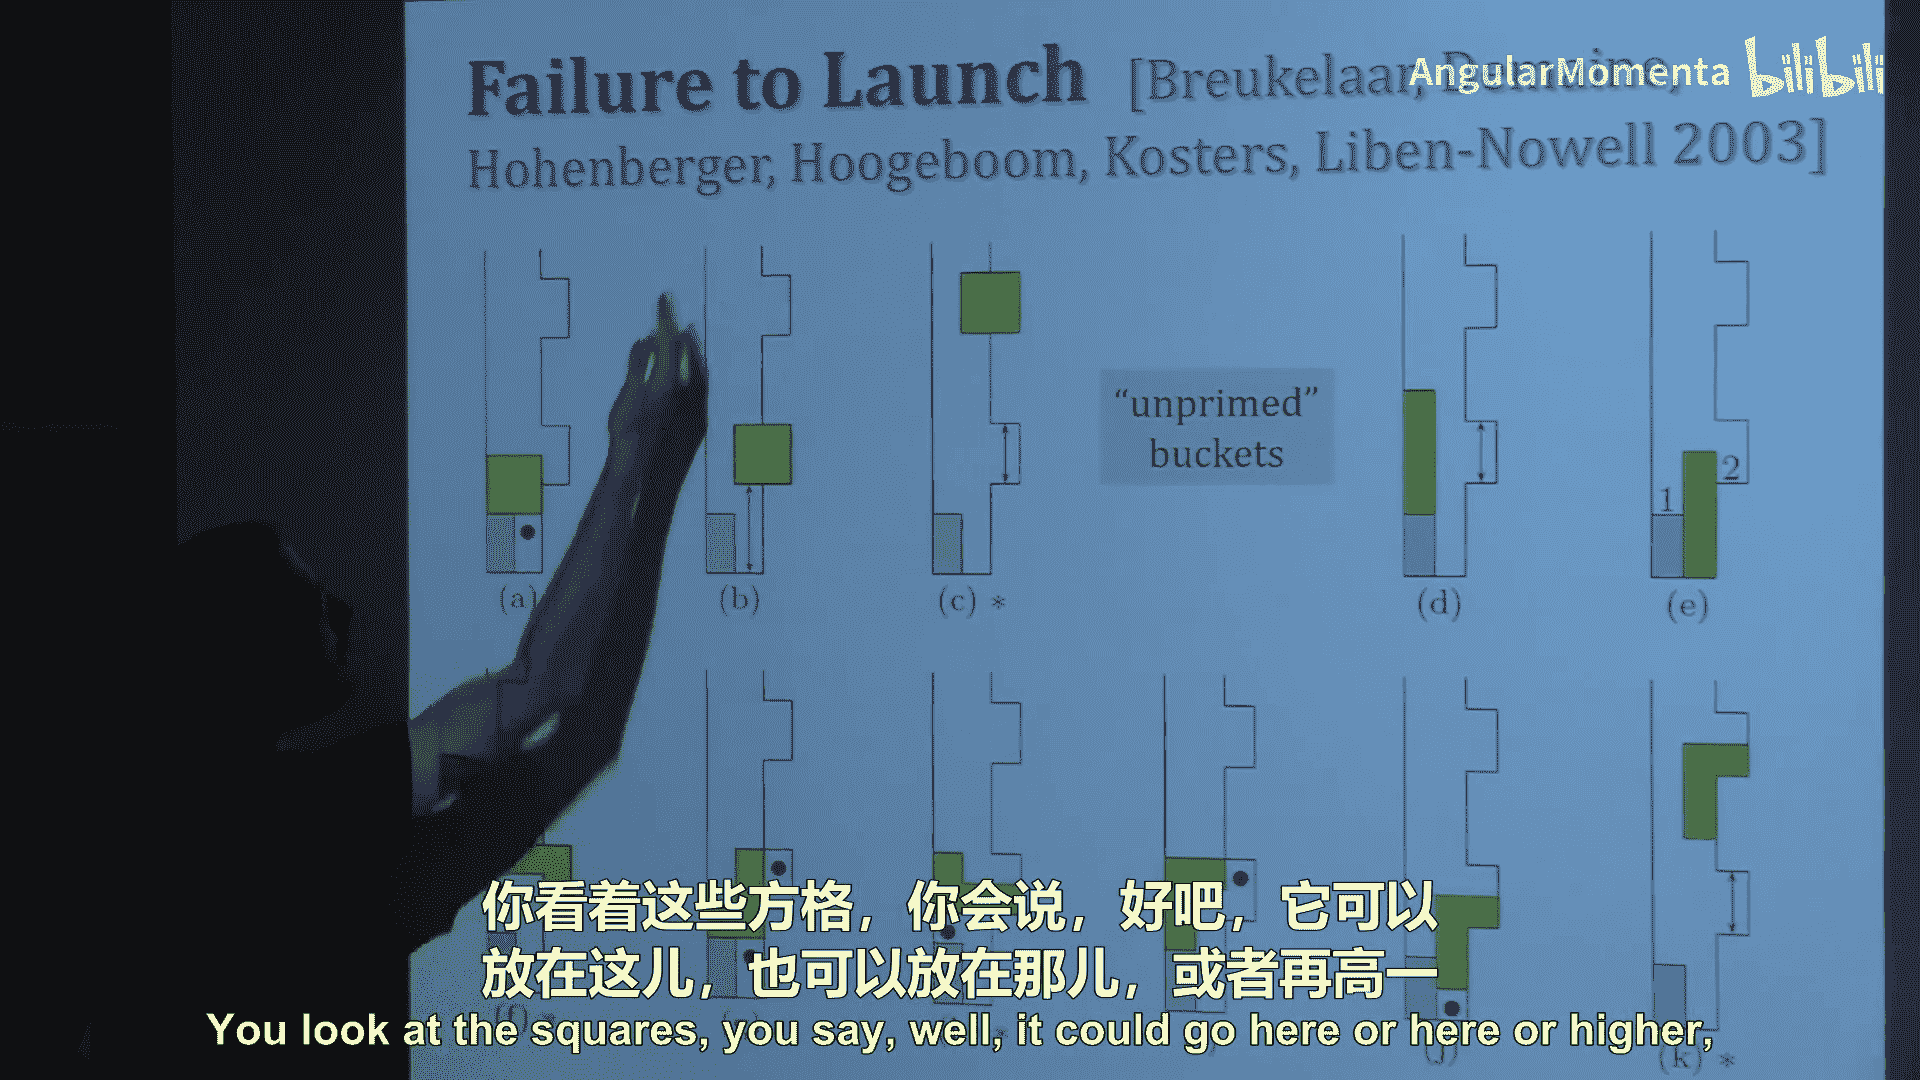 Failure to Launch [Breukelaar,
AngularMomenta bilibili
Hohenberger, Hoogeboom, Kosters, Liben-Nowell 2003]
“unprimed”
buckets
1
2
(a)
(b)
(c) *
(d)
(e)
你看着这些方格，你会说，好吧，它可以
放在这儿，也可以放在那儿，或者再高一
You look at the squares, you say, well, it could go here or here or higher,
(k) *